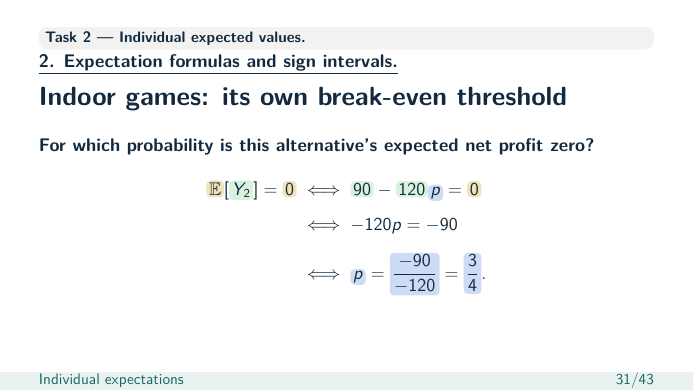 Task 2 — Individual expected values.
2. Expectation formulas and sign intervals.
Indoor games: its own break-even threshold
For which probability is this alternative's expected net profit zero?
𝔼[Y₂] = 0 ⟺ 90 − 120p = 0
⟺ −120p = −90
⟺ p = −90/−120 = 3/4.
Individual expectations 31/43